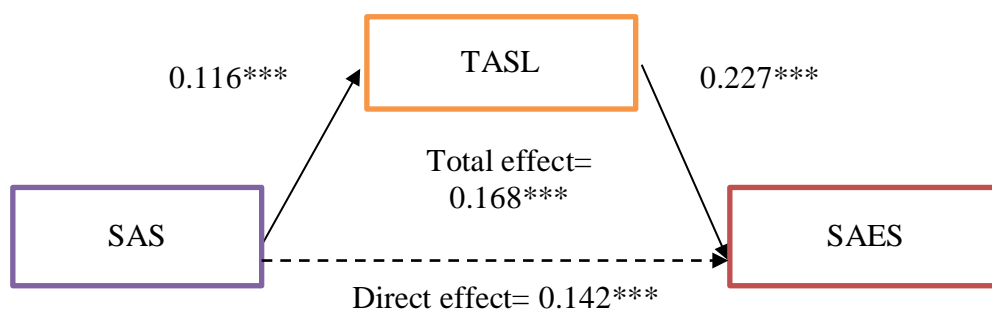 TASL
0.116***
0.227***
Total effect=
0.168***
SAS
SAES
Direct effect= 0.142***